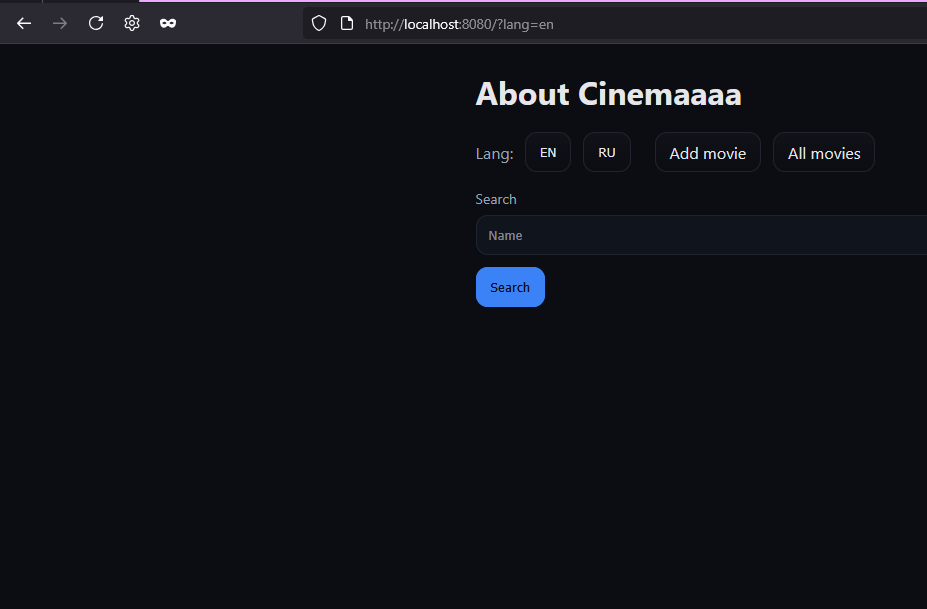 http://localhost:8080/?lang=en
About Cinemaaaa
Lang: EN RU Add movie All movies
Search
Name
Search